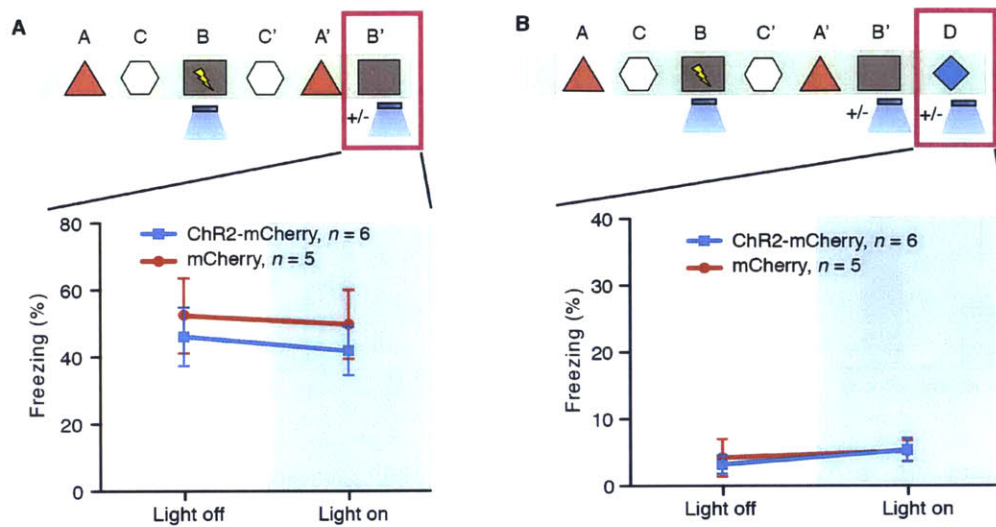 A
A C B C' A' B'
+/-
80
60
40
20
0
Freezing (%)
ChR2-mCherry, n = 6
mCherry, n = 5
Light off Light on
B
A C B C' A' B' D
+/- +/-
40
30
20
10
0
Freezing (%)
ChR2-mCherry, n = 6
mCherry, n = 5
Light off Light on